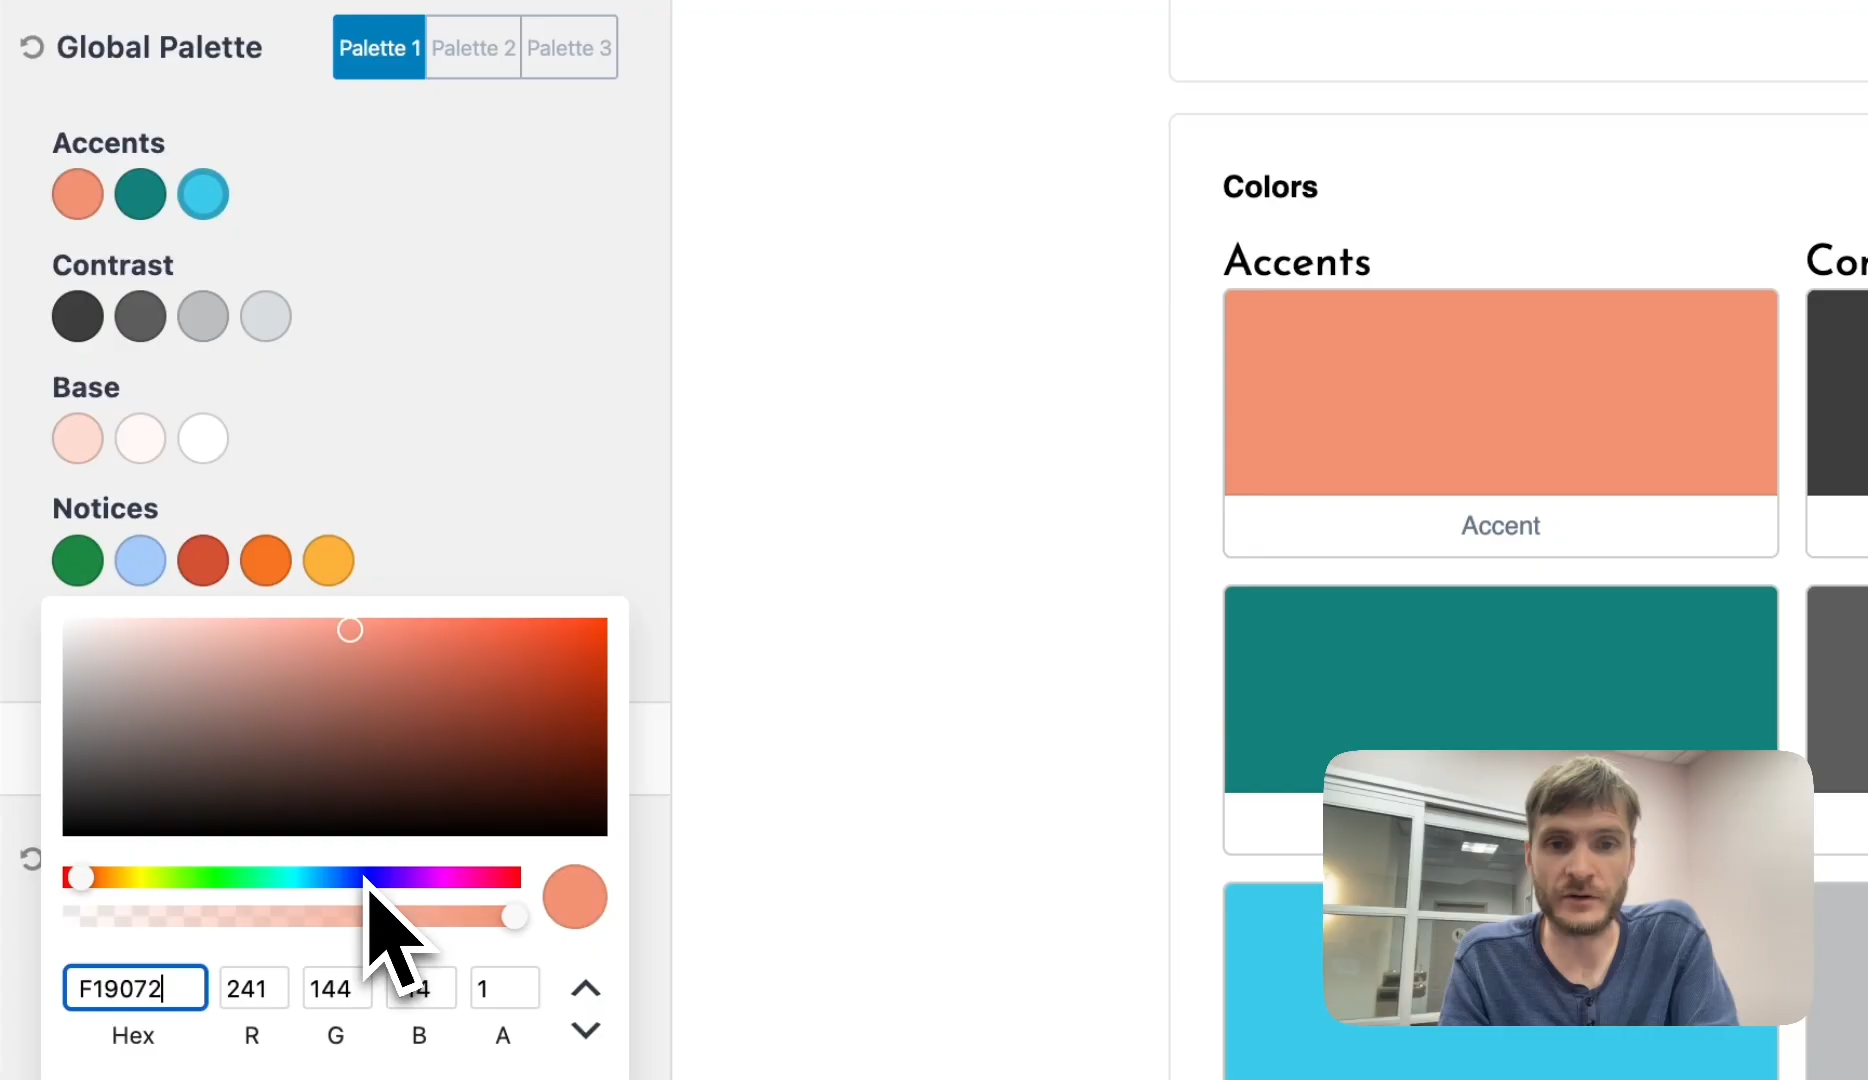 Global Palette
Palette 1
Palette 2
Palette 3
Accents
Contrast
Base
Notices
F19072
241
144
1
Hex
R
G
B
A
Colors
Accents
Accent